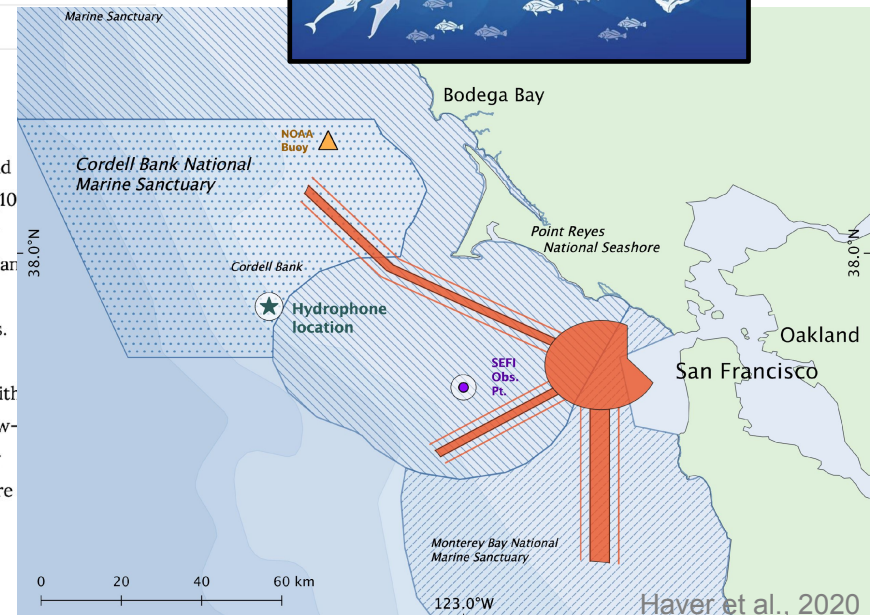 Marine Sanctuary
Bodega Bay
NOAA
Buoy
Cordell Bank National
Marine Sanctuary
10
38.0°N
38.0°N
Point Reyes
National Seashore
Cordell Bank
Hydrophone
location
s.
Oakland
San Francisco
SEFI
Obs.
Pt.
w-
re
Monterey Bay National
Marine Sanctuary
0 20 40 60 km
123.0°W
Haver et al., 2020